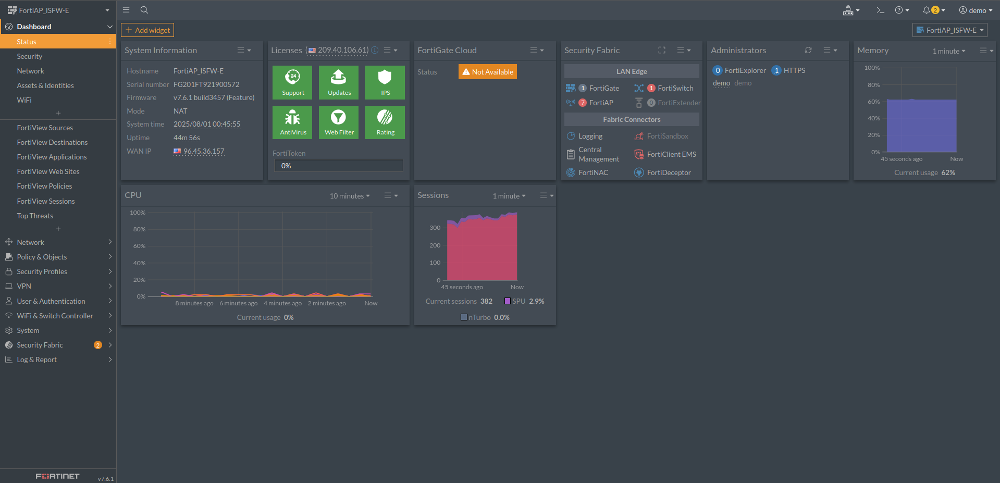 FortiAP_ISFW-E
2 demo
Dashboard
Status
Security
Network
Assets & Identities
WiFi
FortiView Sources
FortiView Destinations
FortiView Applications
FortiView Web Sites
FortiView Policies
FortiView Sessions
Top Threats
Network
Policy & Objects
Security Profiles
VPN
User & Authentication
WiFi & Switch Controller
System
Security Fabric 2
Log & Report
FORTINET v7.6.1
+ Add widget
FortiAP_ISFW-E
System Information
Hostname FortiAP_ISFW-E
Serial number FG201FT921900572
Firmware v7.6.1 build3457 (Feature)
Mode NAT
System time 2025/08/01 00:45:55
Uptime 44m 56s
WAN IP 96.45.36.157
Licenses (209.40.106.61)
24
Support Updates IPS
AntiVirus Web Filter Rating
FortiToken
0%
FortiGate Cloud
Status Not Available
Security Fabric
LAN Edge
1 FortiGate 1 FortiSwitch
7 FortiAP 0 FortiExtender
Fabric Connectors
Logging FortiSandbox
Central
Management
FortiClient EMS
FortiNAC FortiDeceptor
Administrators
0 FortiExplorer 1 HTTPS
demo demo
Memory 1 minute
100%
80%
60%
40%
20%
0%
45 seconds ago Now
Current usage 62%
CPU 10 minutes
100%
80%
60%
40%
20%
0%
8 minutes ago 6 minutes ago 4 minutes ago 2 minutes ago Now
Current usage 0%
Sessions 1 minute
300
200
100
0
45 seconds ago Now
Current sessions 382 SPU 2.9%
nTurbo 0.0%